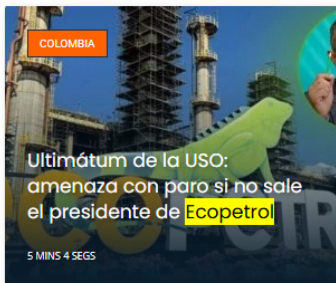 COLOMBIA
Ultimátum de la USO:
amenaza con paro si no sale
el presidente de Ecopetrol
5 MINS 4 SEGS